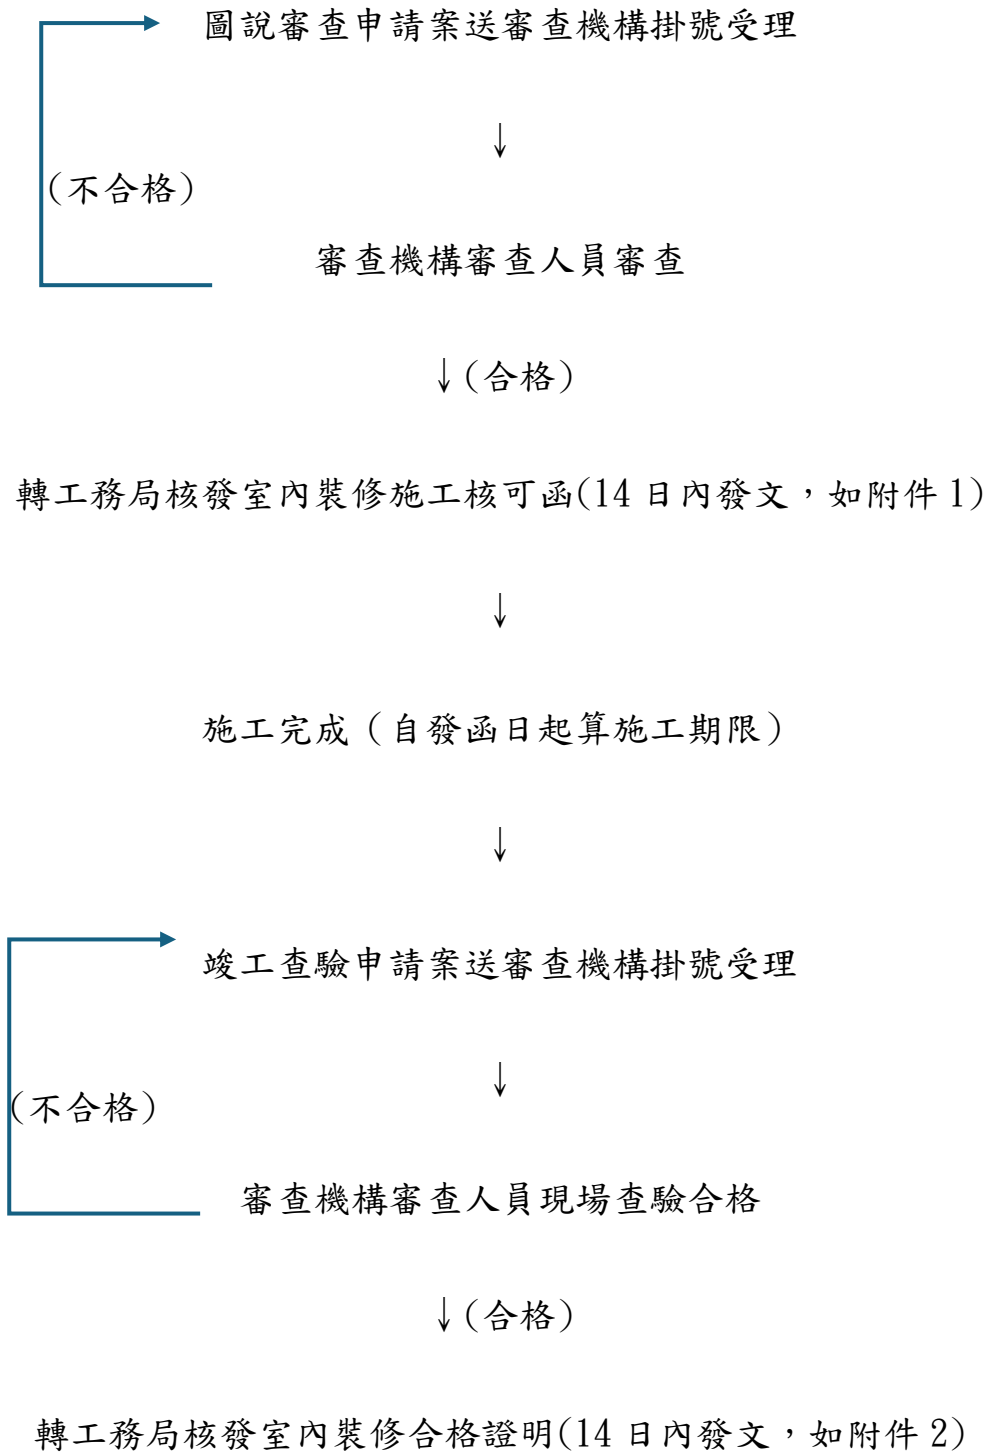 圖說審查申請案送審查機構掛號受理
↓
(不合格)
審查機構審查人員審查
↓(合格)
轉工務局核發室內裝修施工核可函(14 日內發文，如附件 1)
↓
施工完成（自發函日起算施工期限）
↓
竣工查驗申請案送審查機構掛號受理
↓
(不合格)
審查機構審查人員現場查驗合格
↓(合格)
轉工務局核發室內裝修合格證明(14 日內發文，如附件 2)